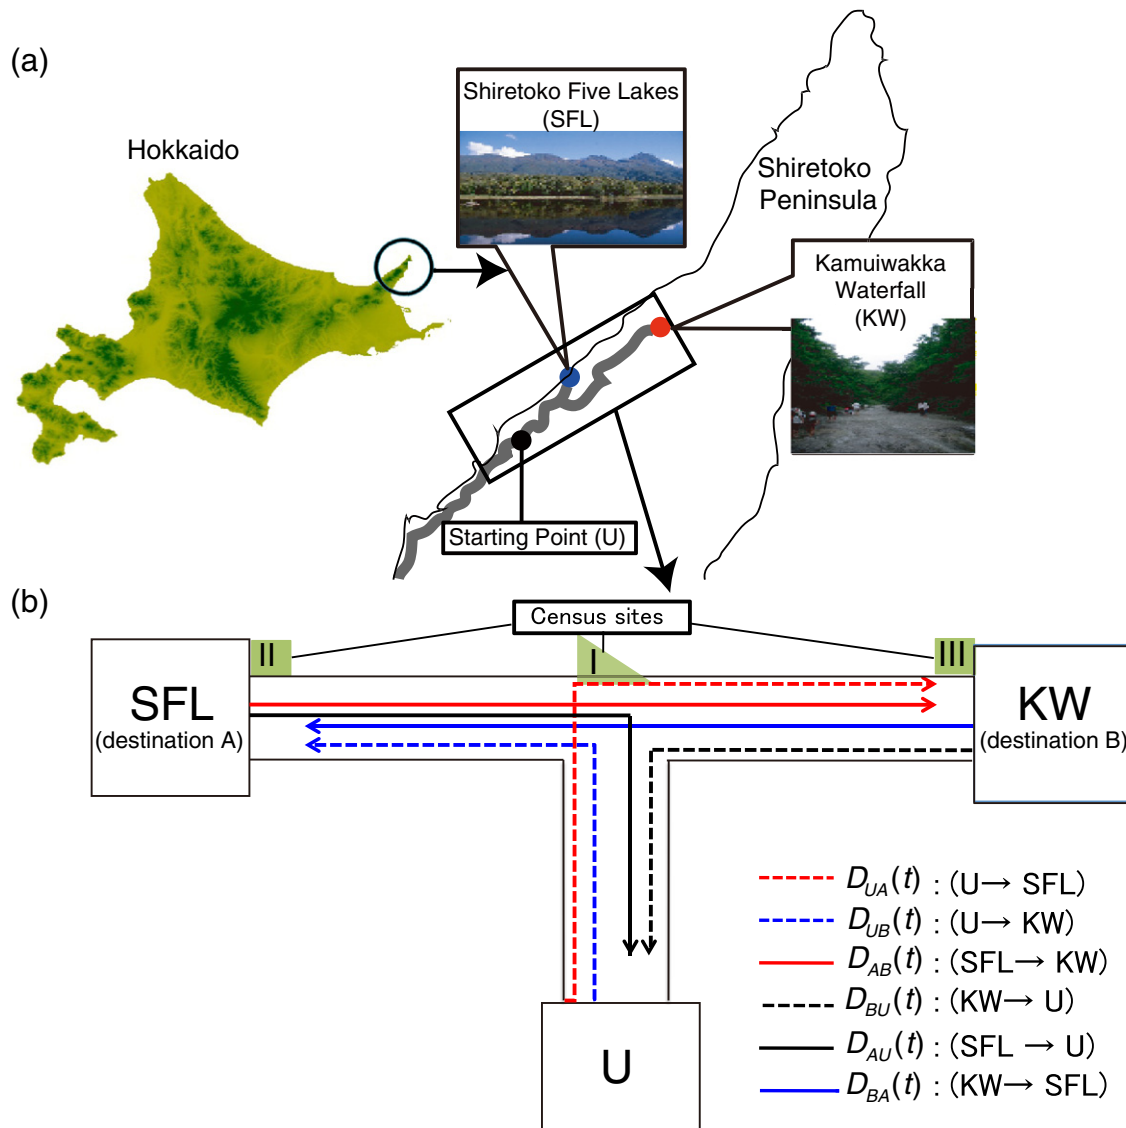 (a)
Hokkaido
Shiretoko Five Lakes
(SFL)
Shiretoko
Peninsula
Kamuiwakka
Waterfall
(KW)
Starting Point (U)
(b)
Census sites
II
I
III
SFL
(destination A)
KW
(destination B)
U
D_UA(t) : (U→ SFL)
D_UB(t) : (U→ KW)
D_AB(t) : (SFL→ KW)
D_BU(t) : (KW→ U)
D_AU(t) : (SFL → U)
D_BA(t) : (KW→ SFL)